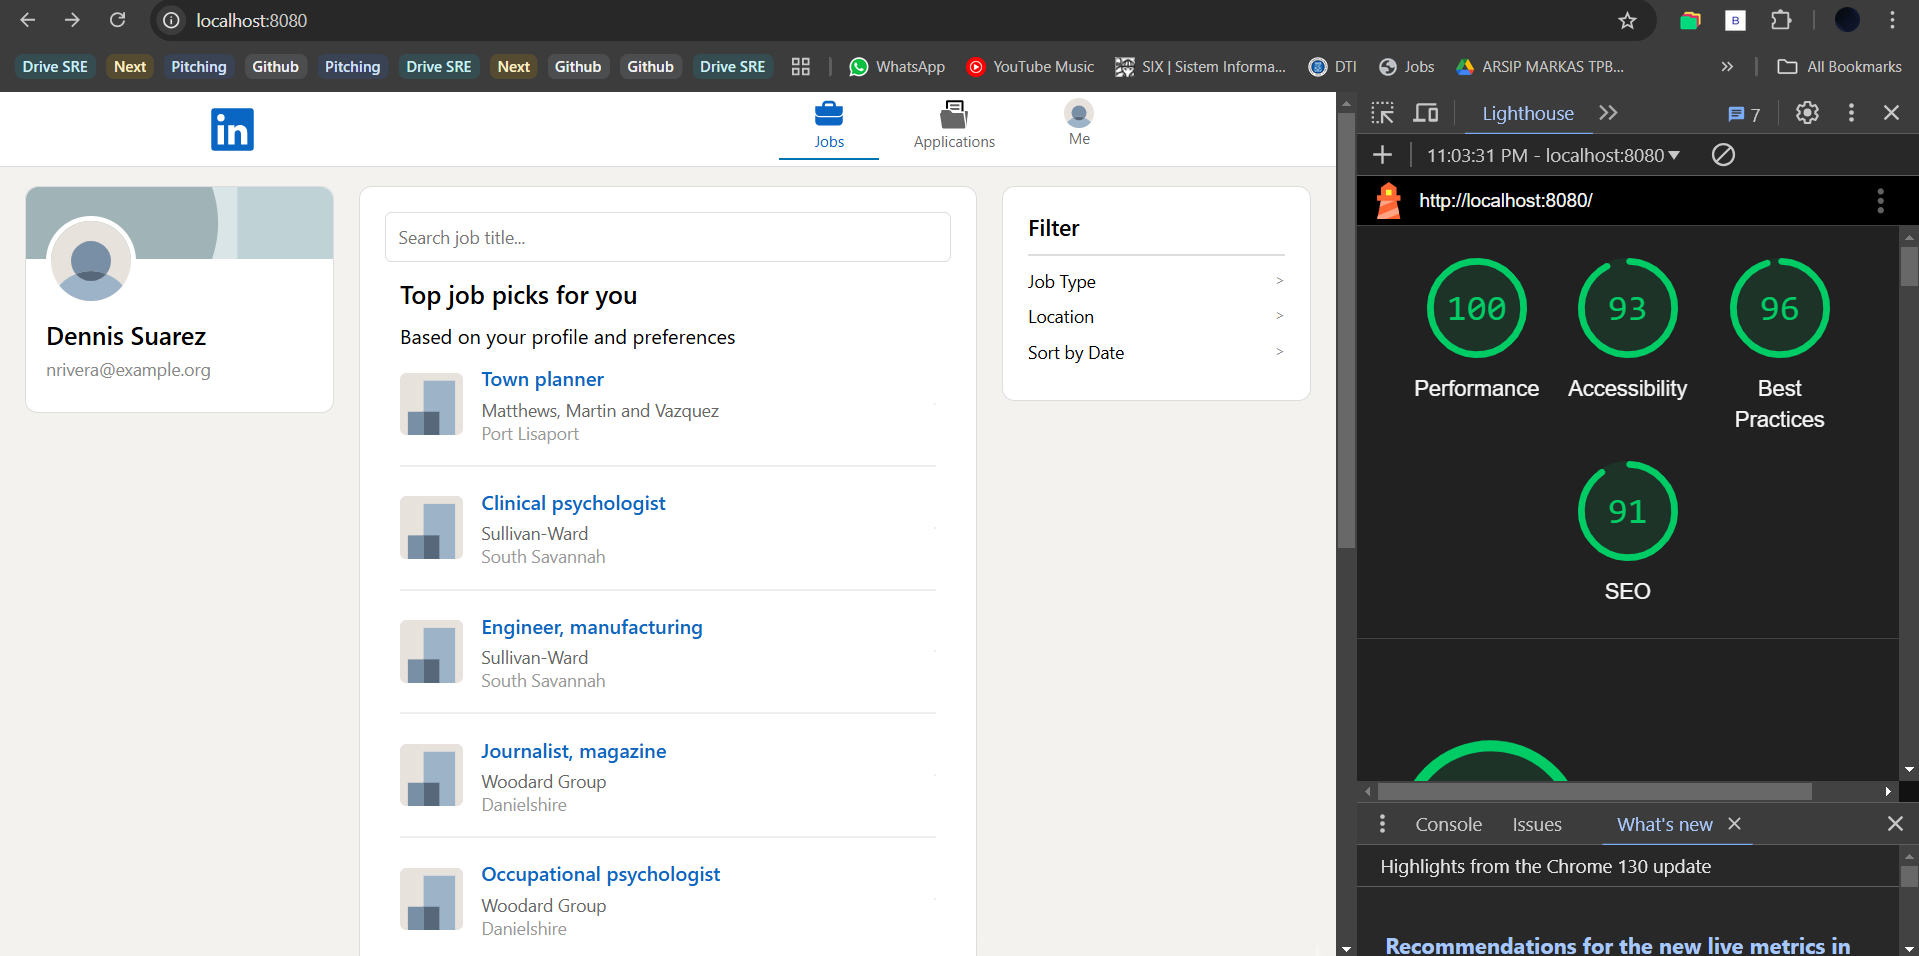 localhost:8080
Drive SRE Next Pitching Github Pitching Drive SRE Next Github Github Drive SRE WhatsApp YouTube Music SIX | Sistem Informa... DTI Jobs ARSIP MARKAS TPB... » All Bookmarks
in
Jobs
Applications
Me
Dennis Suarez
nrivera@example.org
Search job title...
Top job picks for you
Based on your profile and preferences
Town planner
Matthews, Martin and Vazquez
Port Lisaport
Clinical psychologist
Sullivan-Ward
South Savannah
Engineer, manufacturing
Sullivan-Ward
South Savannah
Journalist, magazine
Woodard Group
Danielshire
Occupational psychologist
Woodard Group
Danielshire
Filter
Job Type >
Location >
Sort by Date >
Lighthouse 7
11:03:31 PM - localhost:8080
http://localhost:8080/
100
Performance
93
Accessibility
96
Best
Practices
91
SEO
Console Issues What's new
Highlights from the Chrome 130 update
Recommendations for the new live metrics in